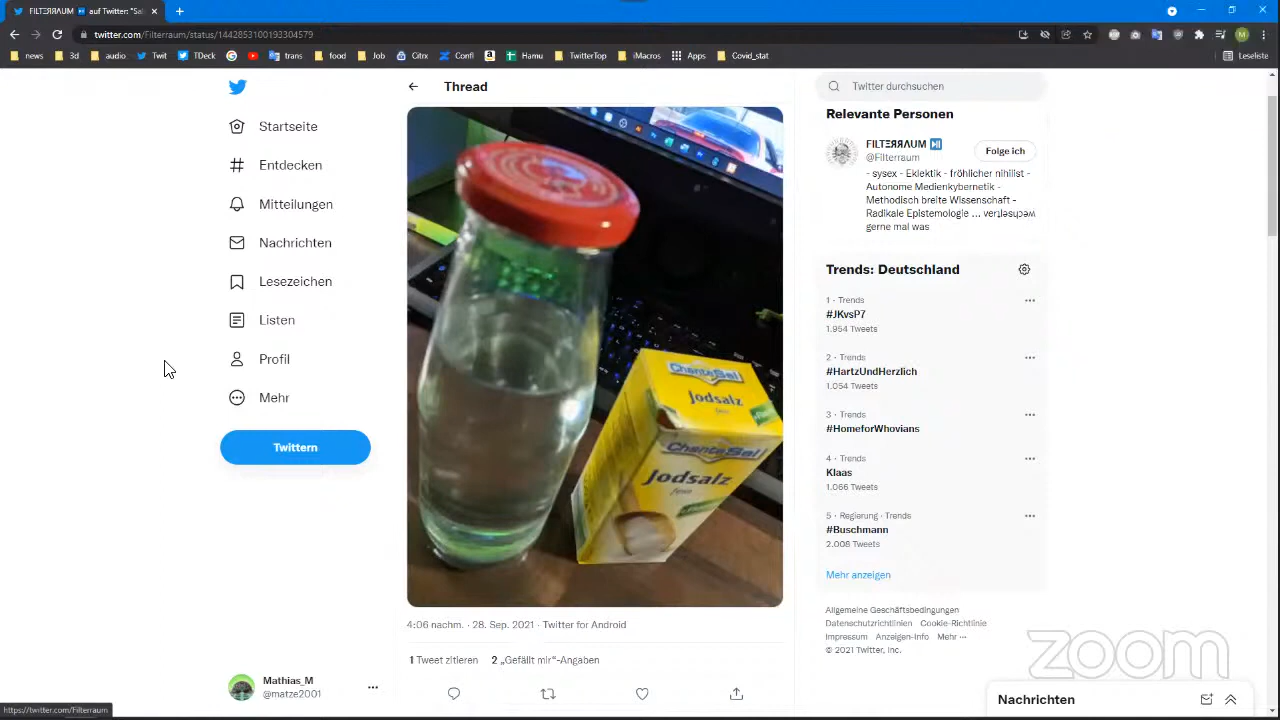 FILTƎЯЯAUM ⏯ auf Twitter: "Sal
twitter.com/Filterraum/status/1442853100193304579
news 3d audio Twit TDeck trans food Job Citrx Confi Hamu TwitterTop iMacros Apps Covid_stat Leseliste
Startseite
Entdecken
Mitteilungen
Nachrichten
Lesezeichen
Listen
Profil
Mehr
Twittern
Mathias_M
@matze2001
https://twitter.com/Filterraum
Thread
ChanteSel
Jodsalz
fein
ChanteSel
Jodsalz
fein
4:06 nachm. · 28. Sep. 2021 · Twitter for Android
1 Tweet zitieren 2 „Gefällt mir“-Angaben
Twitter durchsuchen
Relevante Personen
FILTƎЯЯAUM ⏯
@Filterraum
Folge ich
- sysex - Eklektik - fröhlicher nihilist -
Autonome Medienkybernetik -
Methodisch breite Wissenschaft -
Radikale Epistemologie ...
gerne mal was
Trends: Deutschland
1 · Trends
#JKvsP7
1.954 Tweets
2 · Trends
#HartzUndHerzlich
1.054 Tweets
3 · Trends
#HomeforWhovians
4 · Trends
Klaas
1.066 Tweets
5 · Regierung · Trends
#Buschmann
2.008 Tweets
Mehr anzeigen
Allgemeine Geschäftsbedingungen
Datenschutzrichtlinien Cookie-Richtlinie
Impressum Anzeigen-Info Mehr ···
© 2021 Twitter, Inc.
zoom
Nachrichten